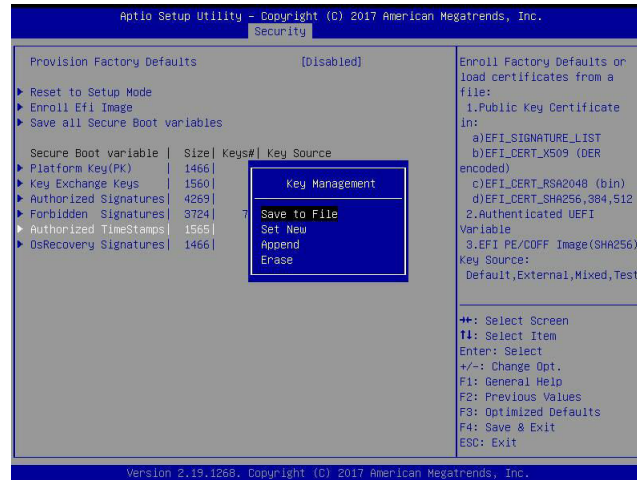 Aptio Setup Utility – Copyright (C) 2017 American Megatrends, Inc.
Security
Provision Factory Defaults [Disabled]
▶ Reset to Setup Mode
▶ Enroll Efi Image
▶ Save all Secure Boot variables
Secure Boot variable | Size| Keys#| Key Source
▶ Platform Key(PK) | 1466|
▶ Key Exchange Keys | 1560|
▶ Authorized Signatures| 4269|
▶ Forbidden Signatures| 3724| 7
▶ Authorized TimeStamps| 1565|
▶ OsRecovery Signatures| 1466|
Key Management
Save to File
Set New
Append
Erase
Enroll Factory Defaults or
load certificates from a
file:
1.Public Key Certificate
in:
a)EFI_SIGNATURE_LIST
b)EFI_CERT_X509 (DER
encoded)
c)EFI_CERT_RSA2048 (bin)
d)EFI_CERT_SHA256,384,512
2.Authenticated UEFI
Variable
3.EFI PE/COFF Image(SHA256)
Key Source:
Default,External,Mixed,Test
→←: Select Screen
↑↓: Select Item
Enter: Select
+/-: Change Opt.
F1: General Help
F2: Previous Values
F3: Optimized Defaults
F4: Save & Exit
ESC: Exit
Version 2.19.1268. Copyright (C) 2017 American Megatrends, Inc.